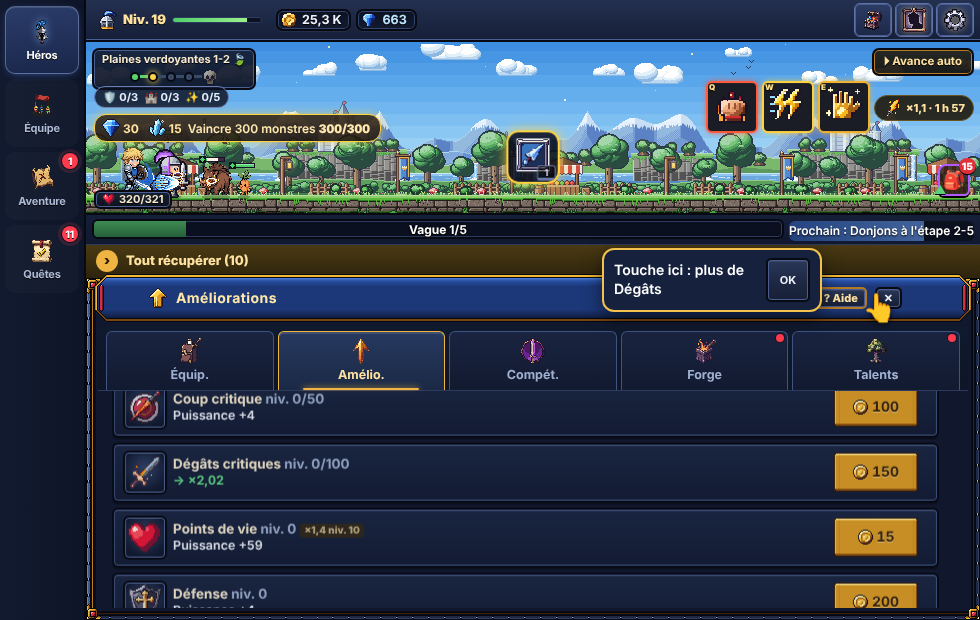 Niv. 19
25,3 K
663
Héros
Équipe
Aventure
1
Quêtes
11
Plaines verdoyantes 1-2
0/3 0/3 0/5
30 15 Vaincre 300 monstres 300/300
Q
W
E
Avance auto
×1,1 · 1 h 57
15
320/321
Vague 1/5
Prochain : Donjons à l'étape 2-5
Tout récupérer (10)
Touche ici : plus de
Dégâts
OK
Améliorations
? Aide
×
Équip.
Amélio.
Compét.
Forge
Talents
Coup critique niv. 0/50
Puissance +4
100
Dégâts critiques niv. 0/100
→ ×2,02
150
Points de vie niv. 0 ×1,4 niv. 10
Puissance +59
15
Défense niv. 0
200